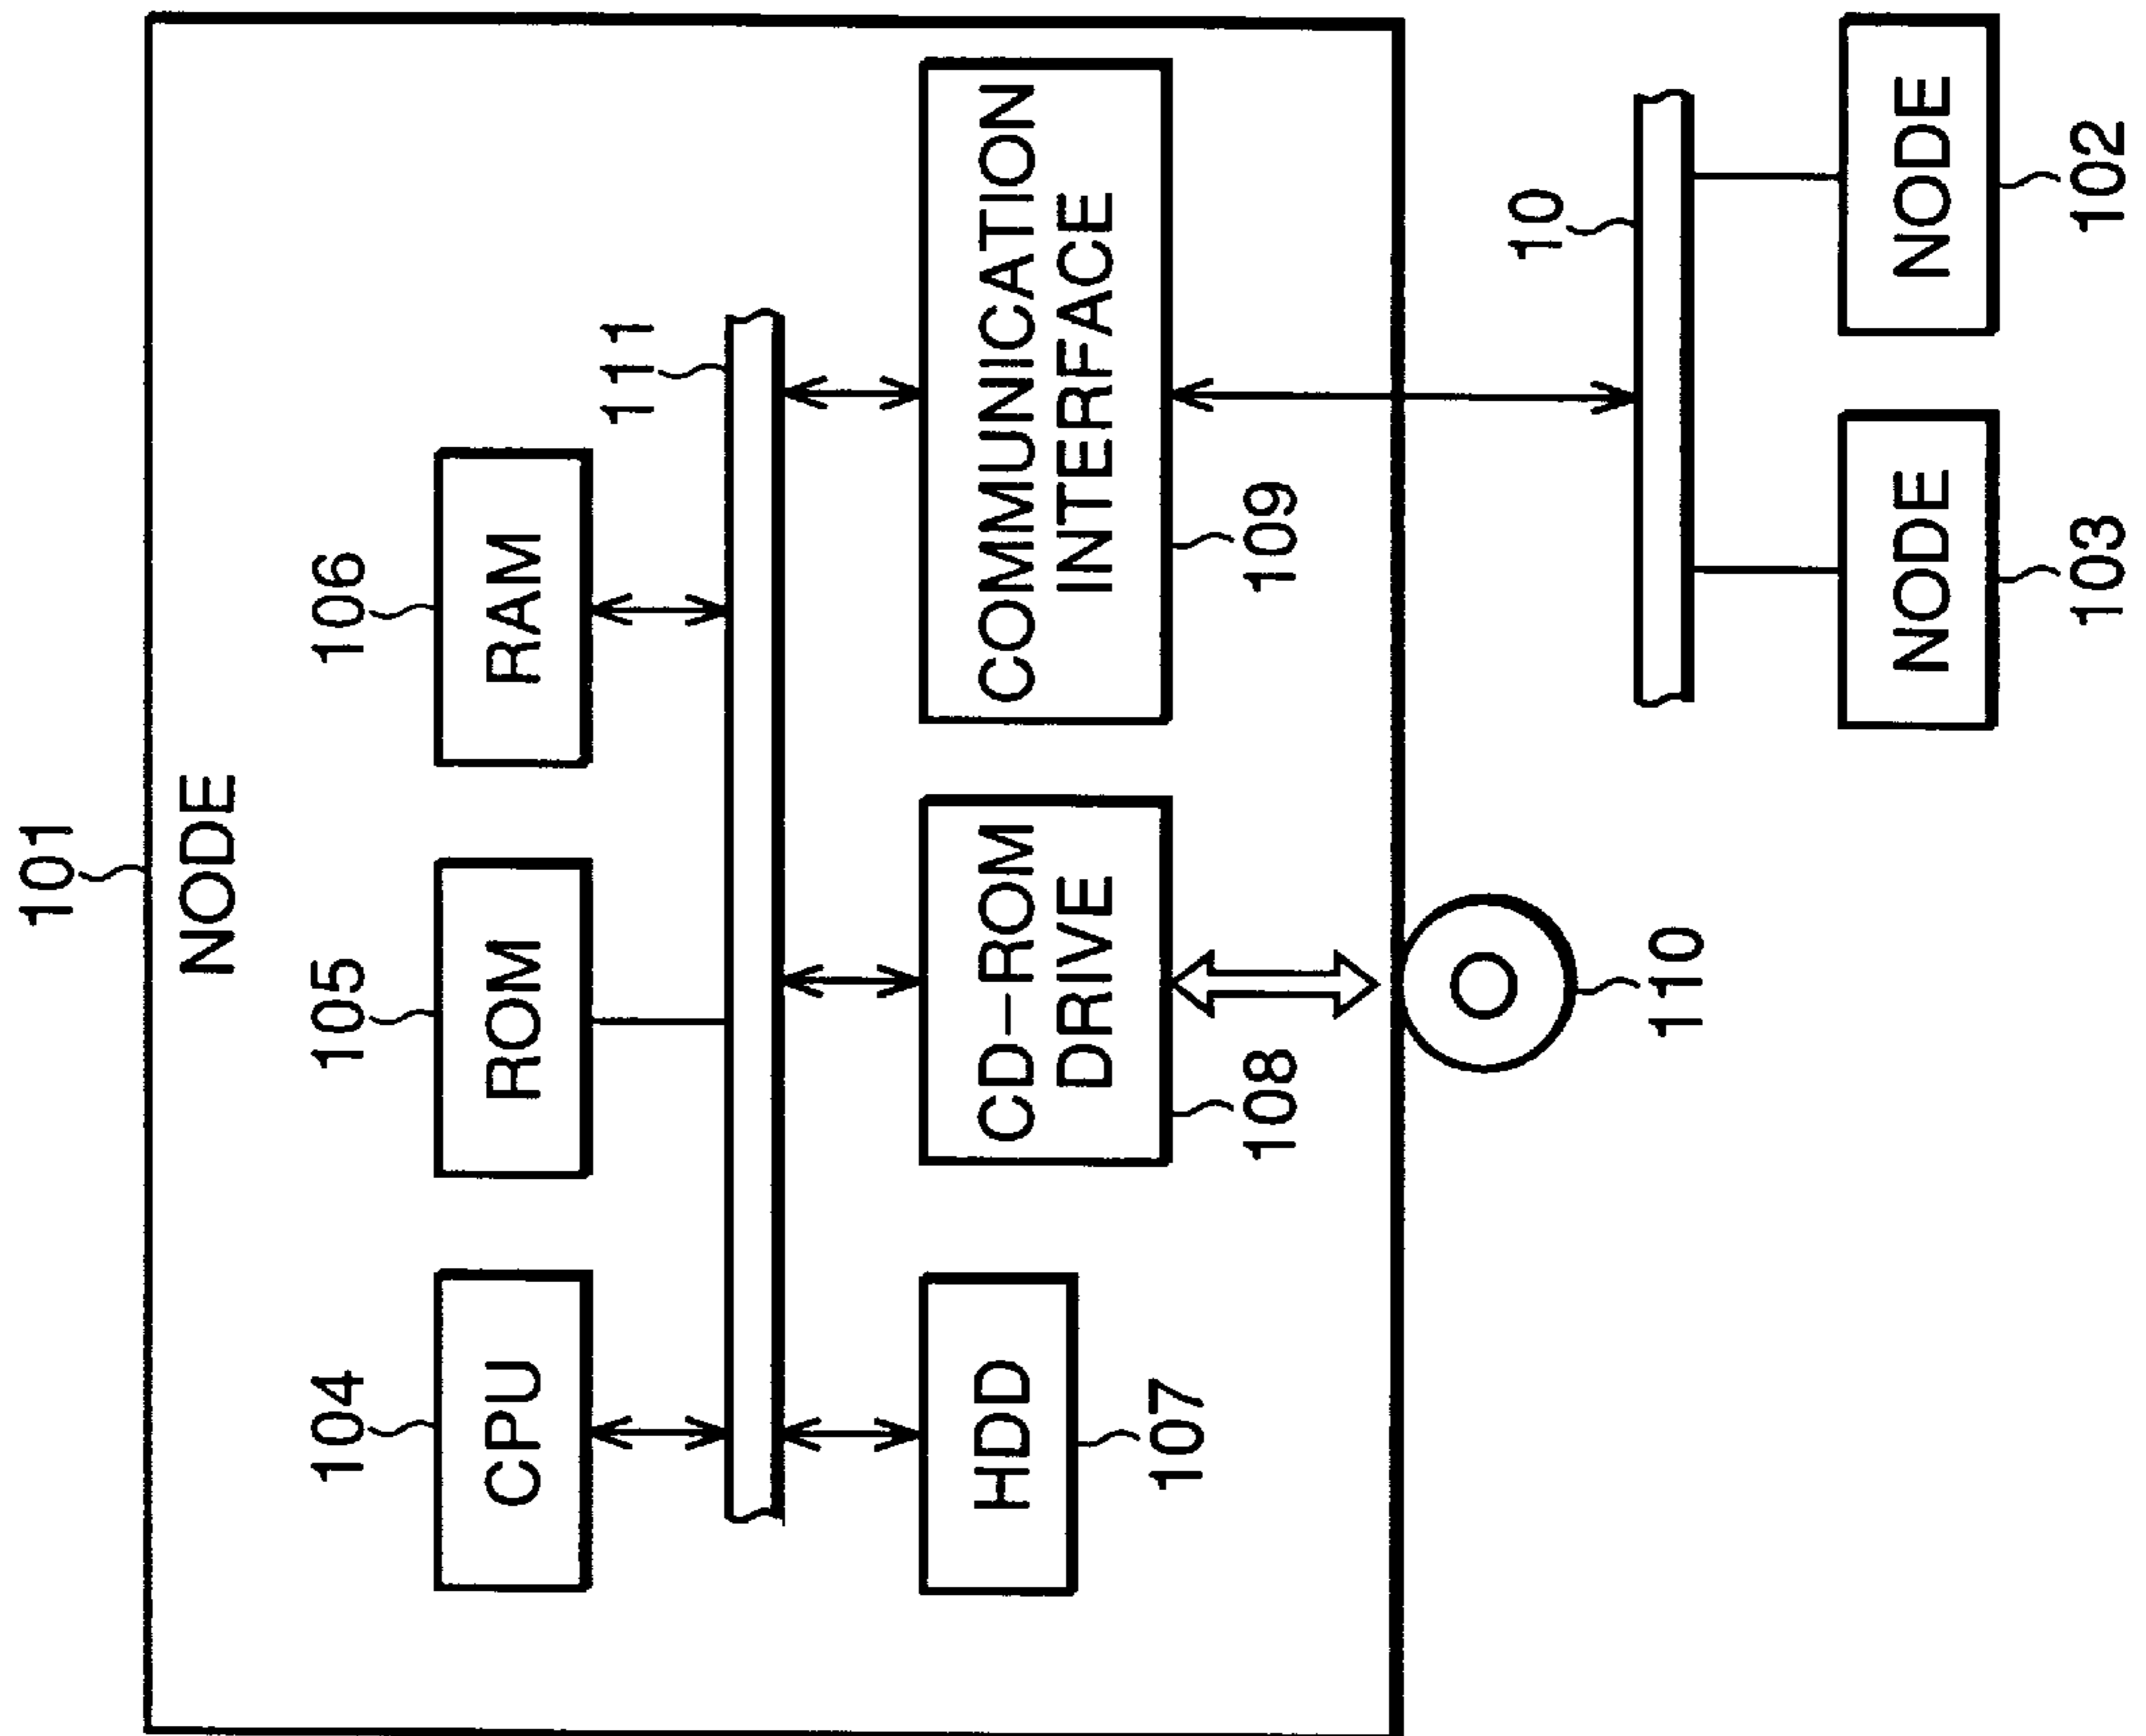 101
NODE
104
105
106
CPU
ROM
RAM
111
HDD
CD-ROM
DRIVE
COMMUNICATION
INTERFACE
107
108
109
110
10
NODE
NODE
103
102